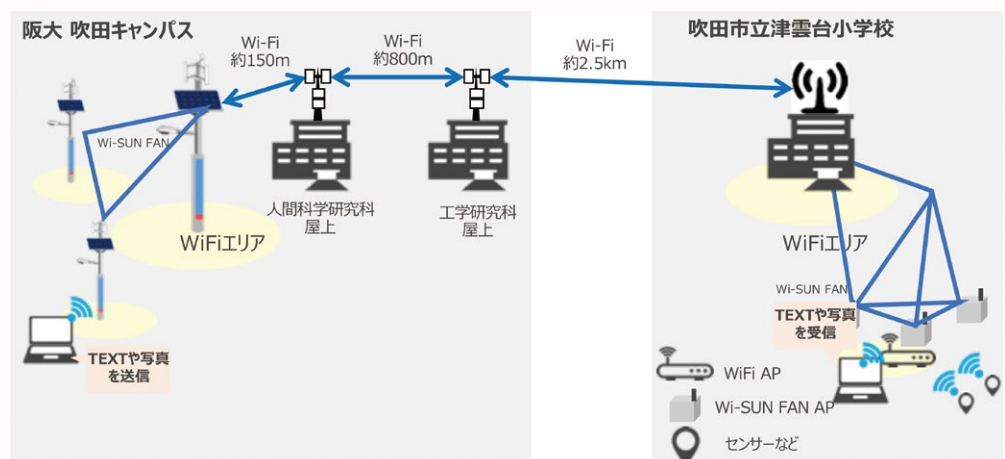 阪大 吹田キャンパス
Wi-Fi
約150m
Wi-Fi
約800m
Wi-Fi
約2.5km
吹田市立津雲台小学校
Wi-SUN FAN
人間科学研究科
屋上
工学研究科
屋上
WiFiエリア
WiFiエリア
Wi-SUN FAN
TEXTや写真
を送信
TEXTや写真
を受信
WiFi AP
Wi-SUN FAN AP
センサーなど